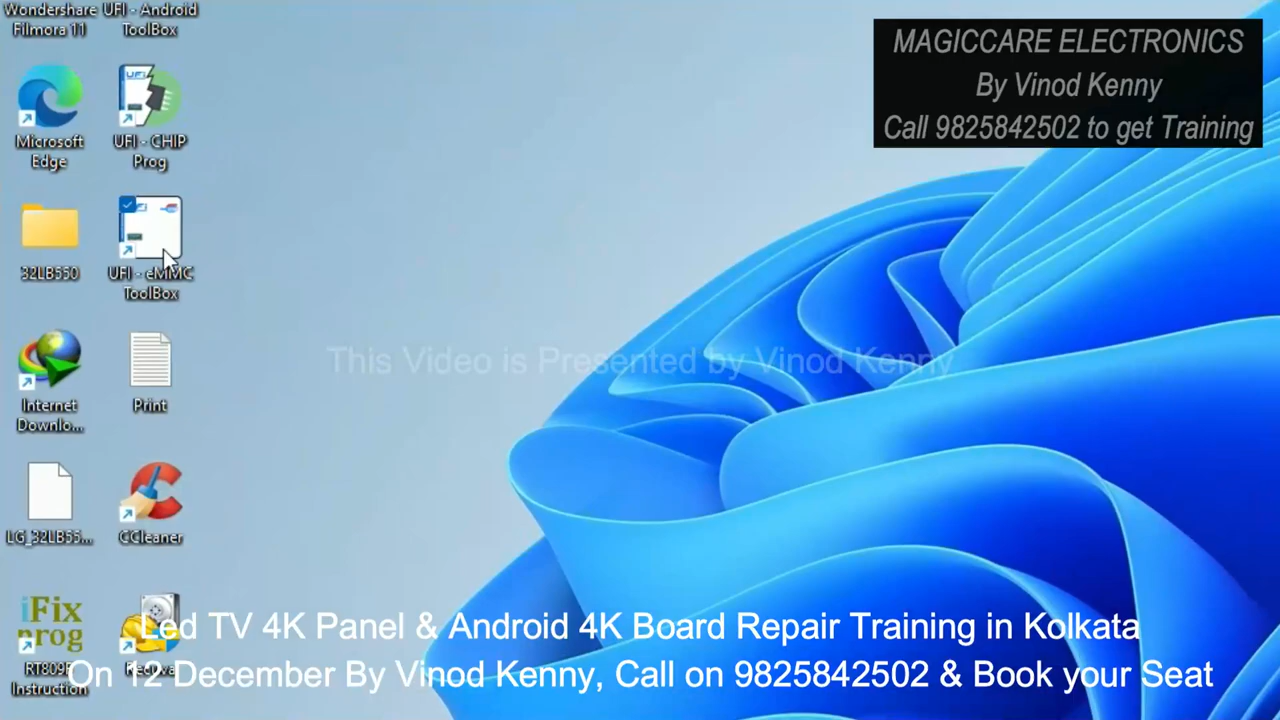 Wondershare
Filmora 11
UFI - Android
ToolBox
MAGICCARE ELECTRONICS
By Vinod Kenny
Call 9825842502 to get Training
Microsoft
Edge
UFi
UFI - CHIP
Prog
32LB550
UFI - eMMC
ToolBox
This Video is Presented by Vinod Kenny
Internet
Downlo...
Print
LG_32LB55...
CCleaner
iFix
prog
Led TV 4K Panel & Android 4K Board Repair Training in Kolkata
Instruction
On 12 December By Vinod Kenny, Call on 9825842502 & Book your Seat